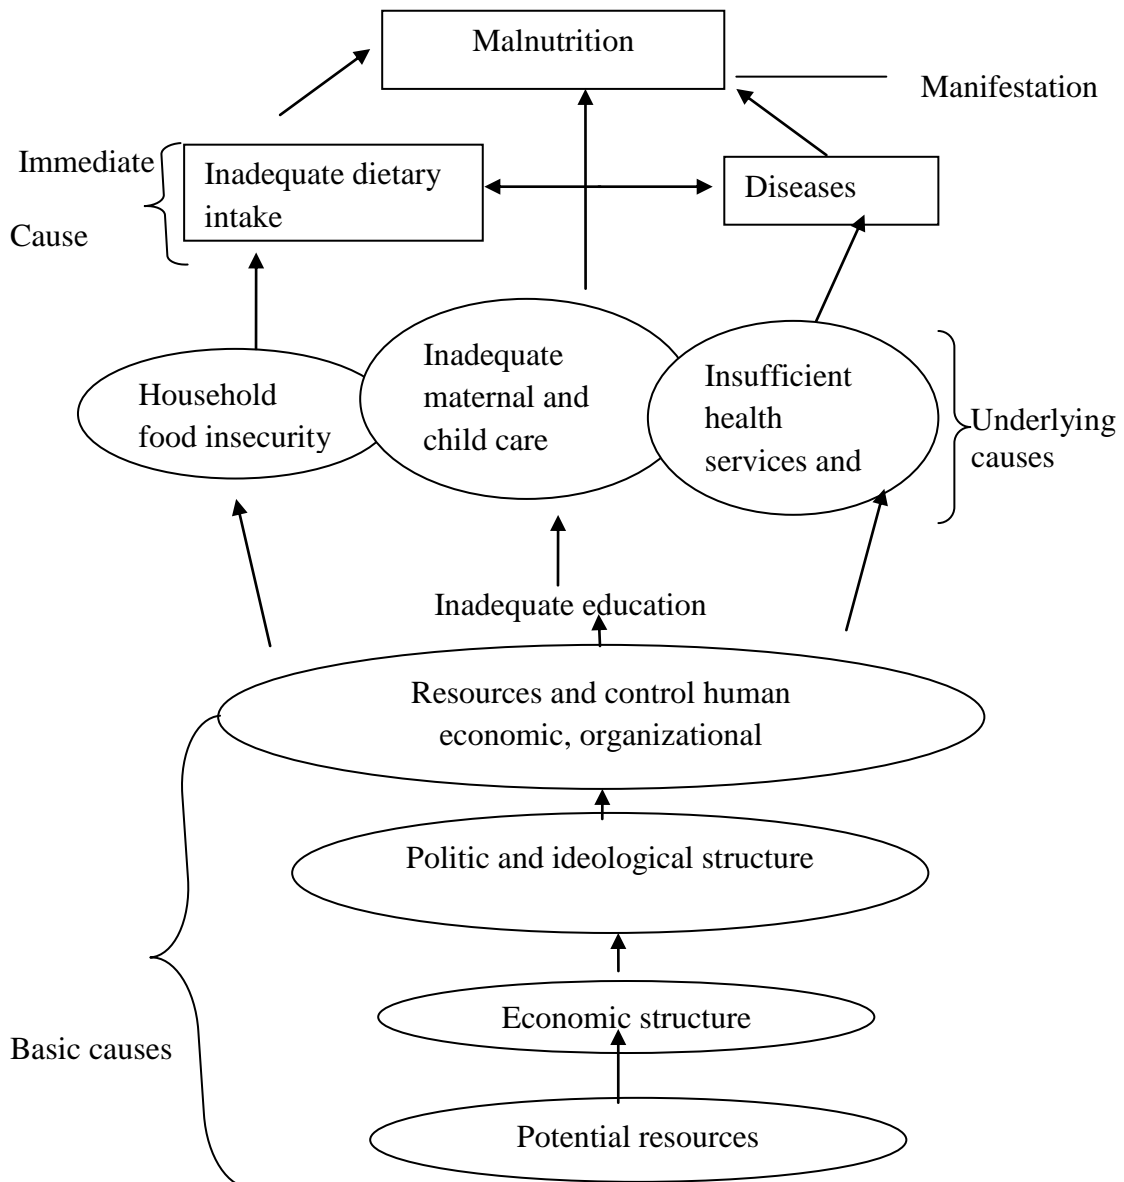 Malnutrition
Manifestation
Immediate
Cause
Inadequate dietary
intake
Diseases
Household
food insecurity
Inadequate
maternal and
child care
Insufficient
health
services and
Underlying
causes
Inadequate education
Resources and control human
economic, organizational
Politic and ideological structure
Economic structure
Basic causes
Potential resources